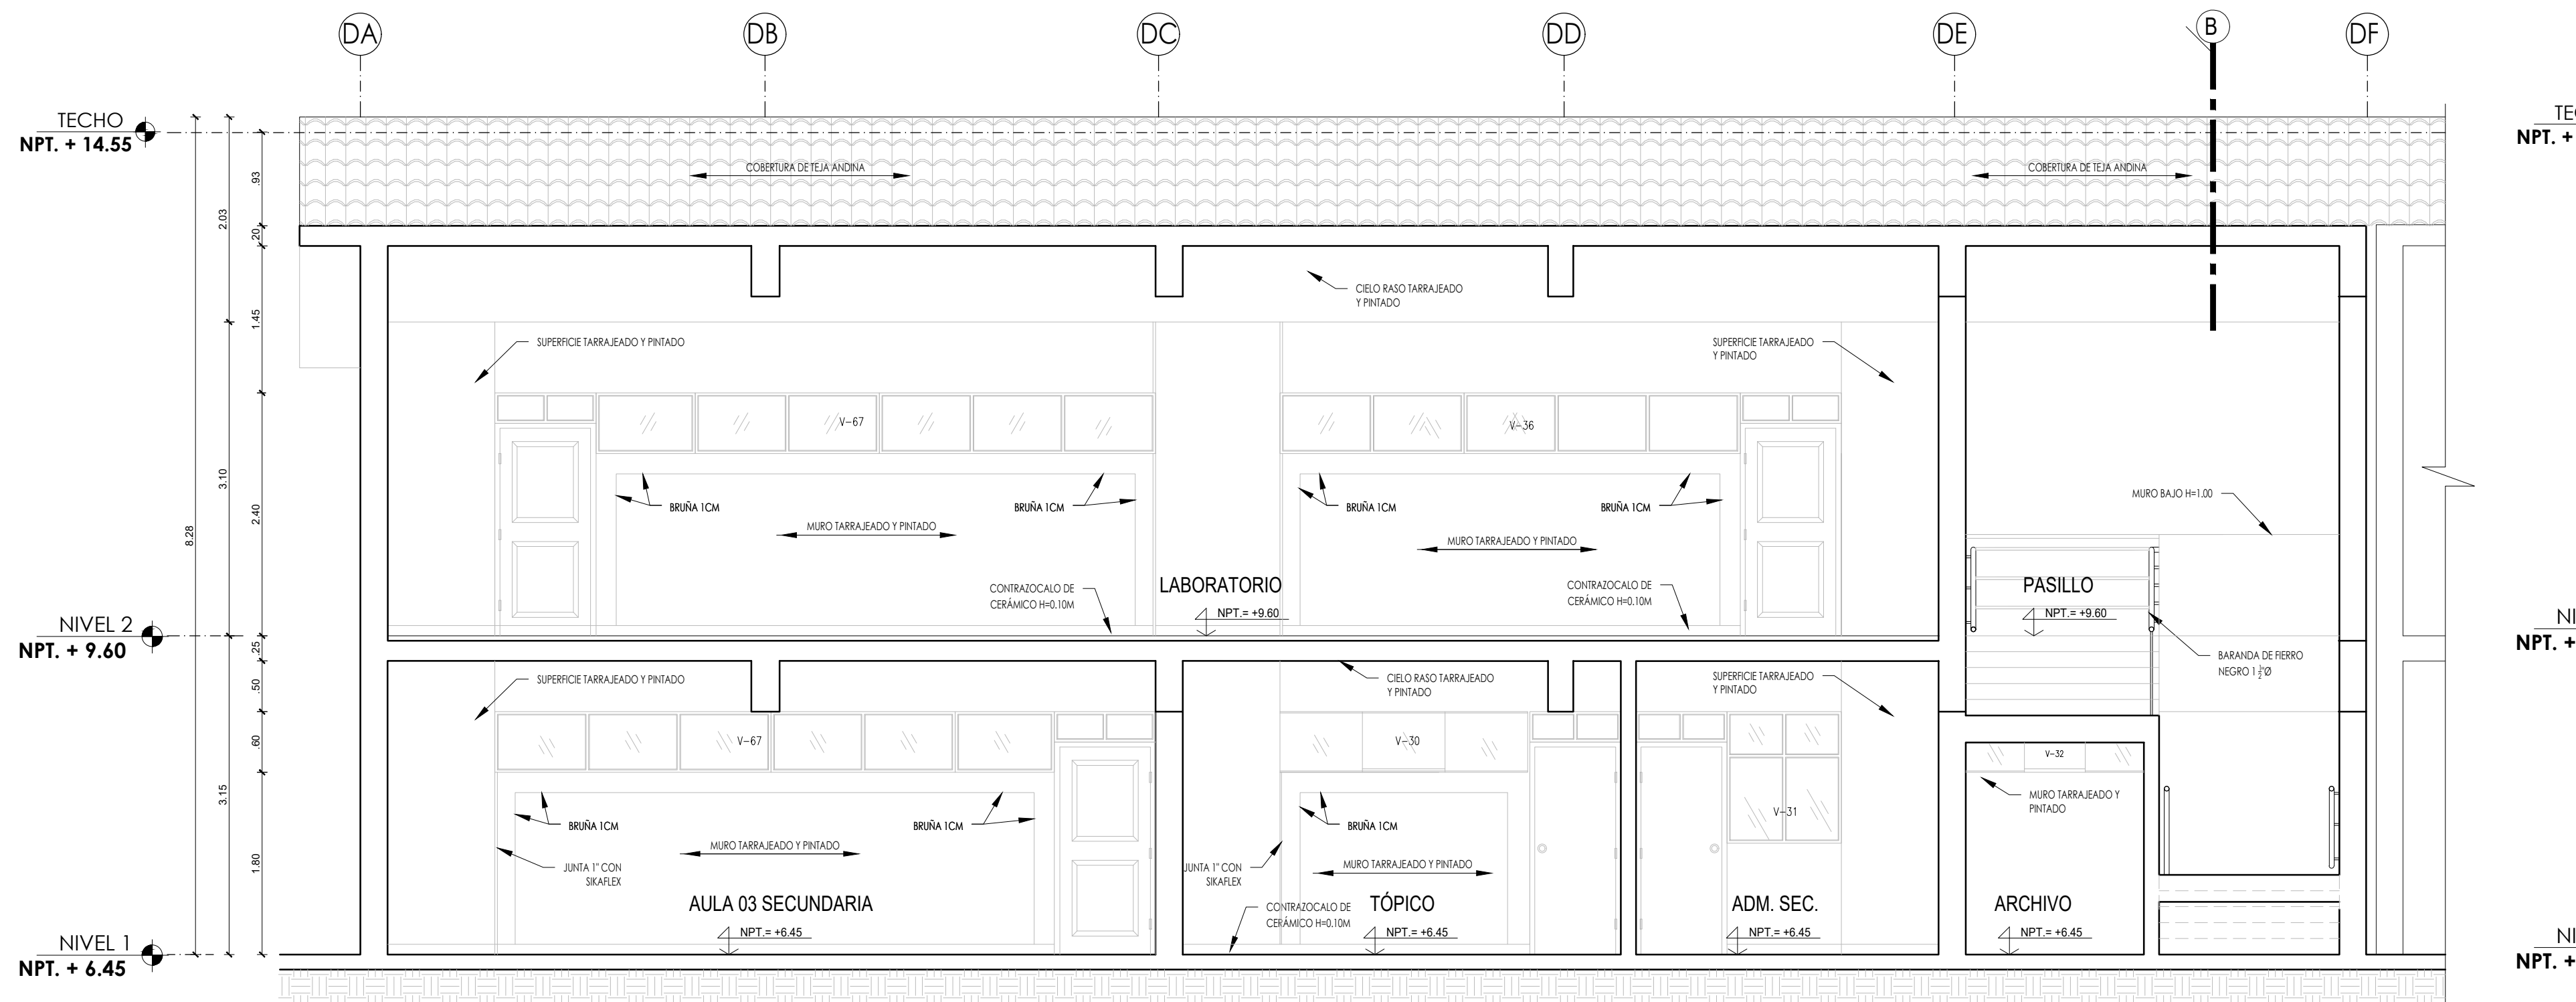 DA
DB
DC
DD
DE
B
DF
TECHO
NPT. + 14.55
NPT. +
COBERTURA DE TEJA ANDINA
COBERTURA DE TEJA ANDINA
.93
2.03
.20
CIELO RASO TARRAJEADO
Y PINTADO
1.45
SUPERFICIE TARRAJEADO Y PINTADO
SUPERFICIE TARRAJEADO
Y PINTADO
V-67
V-36
3.10
2.40
8.28
MURO BAJO H=1.00
BRUÑA 1CM
BRUÑA 1CM
BRUÑA 1CM
BRUÑA 1CM
MURO TARRAJEADO Y PINTADO
MURO TARRAJEADO Y PINTADO
CONTRAZOCALO DE
CERÁMICO H=0.10M
LABORATORIO
NPT.= +9.60
CONTRAZOCALO DE
CERÁMICO H=0.10M
PASILLO
NPT.= +9.60
NIVEL 2
NPT. + 9.60
NPT. +
.25
BARANDA DE FIERRO
NEGRO 1 1/2"Ø
.50
SUPERFICIE TARRAJEADO Y PINTADO
CIELO RASO TARRAJEADO
Y PINTADO
SUPERFICIE TARRAJEADO
Y PINTADO
.60
V-67
V-30
V-32
V-31
3.15
1.80
MURO TARRAJEADO Y
PINTADO
BRUÑA 1CM
BRUÑA 1CM
BRUÑA 1CM
MURO TARRAJEADO Y PINTADO
JUNTA 1" CON
SIKAFLEX
JUNTA 1" CON
SIKAFLEX
MURO TARRAJEADO Y PINTADO
AULA 03 SECUNDARIA
NPT.= +6.45
CONTRAZOCALO DE
CERÁMICO H=0.10M
TÓPICO
NPT.= +6.45
ADM. SEC.
NPT.= +6.45
ARCHIVO
NPT.= +6.45
NIVEL 1
NPT. + 6.45
NPT. +